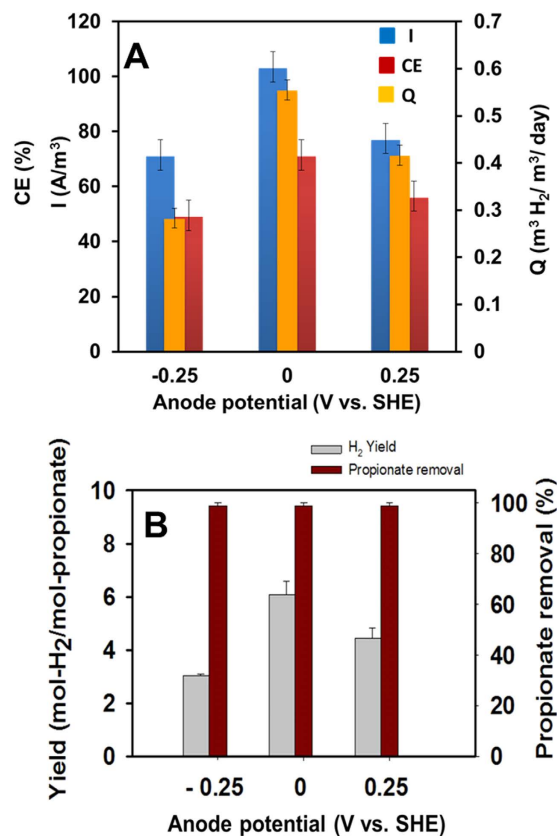 A
I
CE
Q
120
100
80
60
40
20
0
CE (%)
I (A/m³)
0.7
0.6
0.5
0.4
0.3
0.2
0.1
0
Q (m³ H₂/ m³/ day)
-0.25 0 0.25
Anode potential (V vs. SHE)
H₂ Yield
Propionate removal
B
10
8
6
4
2
0
Yield (mol-H₂/mol-propionate)
100
80
60
40
20
0
Propionate removal (%)
- 0.25 0 0.25
Anode potential (V vs. SHE)